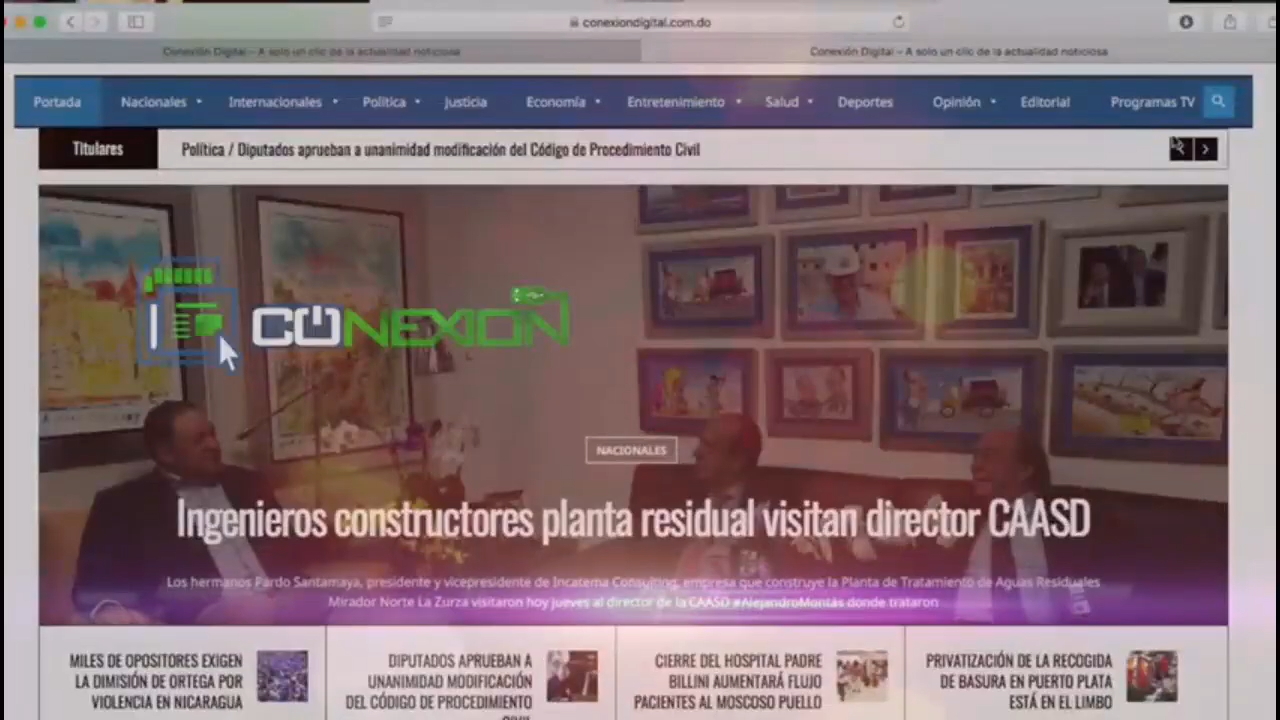 conexiondigital.com.do
Conexión Digital – A solo un clic de la actualidad noticiosa
Conexión Digital – A solo un clic de la actualidad noticiosa
Portada Nacionales Internacionales Política Justicia Economía Entretenimiento Salud Deportes Opinión Editorial Programas TV
Titulares
Política / Diputados aprueban a unanimidad modificación del Código de Procedimiento Civil
CONEXION
NACIONALES
Ingenieros constructores planta residual visitan director CAASD
Los hermanos Pardo Santamaya, presidente y vicepresidente de Incatema Consulting, empresa que construye la Planta de Tratamiento de Aguas Residuales
Mirador Norte La Zurza visitaron hoy jueves al director de la CAASD #AlejandroMontás donde trataron
MILES DE OPOSITORES EXIGEN
LA DIMISIÓN DE ORTEGA POR
VIOLENCIA EN NICARAGUA
DIPUTADOS APRUEBAN A
UNANIMIDAD MODIFICACIÓN
DEL CÓDIGO DE PROCEDIMIENTO
CIVIL
CIERRE DEL HOSPITAL PADRE
BILLINI AUMENTARÁ FLUJO
PACIENTES AL MOSCOSO PUELLO
PRIVATIZACIÓN DE LA RECOGIDA
DE BASURA EN PUERTO PLATA
ESTÁ EN EL LIMBO